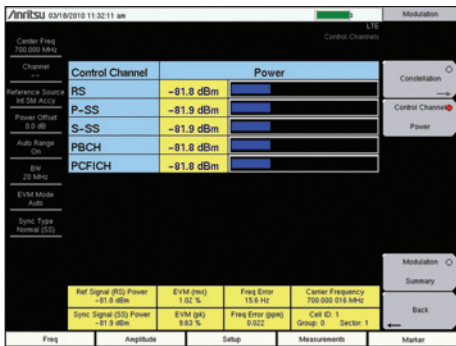 Anritsu 03/18/2010 11:32:11 am
Modulation
LTE
Control Channels
Center Freq
700.000 MHz
Channel
--
Reference Source
Int Std Accy
Power Offset
0.0 dB
Auto Range
On
BW
20 MHz
EVM Mode
Auto
Sync Type
Normal (SS)
Control Channel Power
RS -81.8 dBm
P-SS -81.9 dBm
S-SS -81.9 dBm
PBCH -81.8 dBm
PCFICH -81.8 dBm
Ref Signal (RS) Power
-81.8 dBm
EVM (rms)
1.02 %
Freq Error
15.6 Hz
Carrier Frequency
700.000 016 MHz
Sync Signal (SS) Power
-81.9 dBm
EVM (pk)
9.63 %
Freq Error (ppm)
0.022
Cell ID: 1
Group: 0 Sector: 1
Constellation
Control Channel
Power
Modulation
Summary
Back
Freq Amplitude Setup Measurements Marker